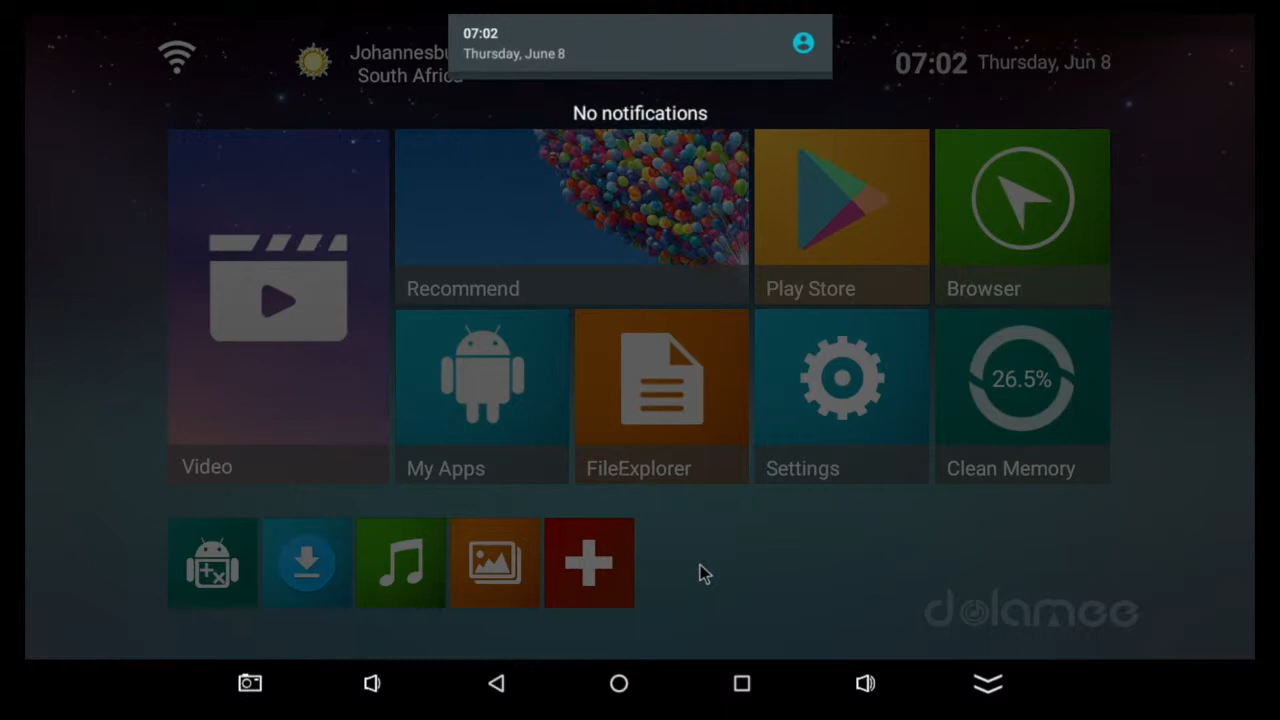 07:02
Thursday, June 8
Johannesbu
South Africa
07:02 Thursday, Jun 8
No notifications
Recommend
Play Store
Browser
26.5%
Video
My Apps
FileExplorer
Settings
Clean Memory
dolamee